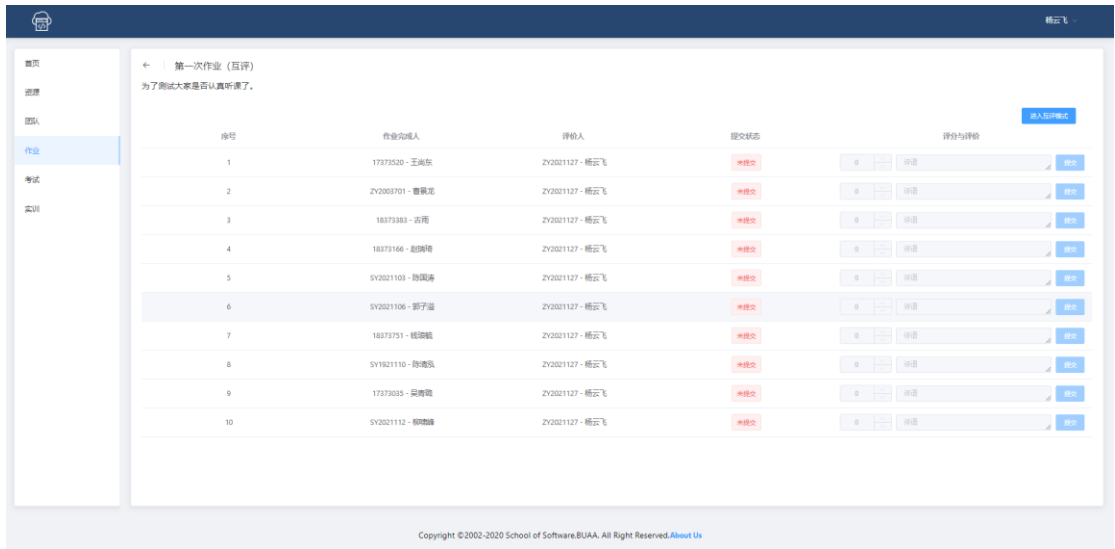 杨云飞
首页
资源
团队
作业
考试
实训
← 第一次作业（互评）
为了测试大家是否认真听课了。
进入互评模式
序号 作业完成人 评价人 提交状态 评分与评价
1 17373520 - 王尚东 ZY2021127 - 杨云飞 未提交 0 评语 提交
2 ZY2003701 - 曹景龙 ZY2021127 - 杨云飞 未提交 0 评语 提交
3 18373383 - 古雨 ZY2021127 - 杨云飞 未提交 0 评语 提交
4 18373166 - 赵婧琦 ZY2021127 - 杨云飞 未提交 0 评语 提交
5 SY2021103 - 陈国涛 ZY2021127 - 杨云飞 未提交 0 评语 提交
6 SY2021106 - 郭子溢 ZY2021127 - 杨云飞 未提交 0 评语 提交
7 18373751 - ZY2021127 - 杨云飞 未提交 0 评语 提交
8 SY1921110 - ZY2021127 - 杨云飞 未提交 0 评语 提交
9 17373035 - ZY2021127 - 杨云飞 未提交 0 评语 提交
10 SY2021112 - 柳啸峰 ZY2021127 - 杨云飞 未提交 0 评语 提交
Copyright ©2002-2020 School of Software.BUAA. All Right Reserved.About Us